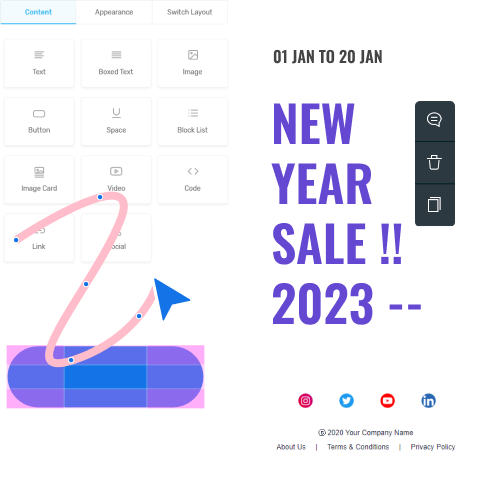 Content
Appearance
Switch Layout
Text
Boxed Text
Image
Button
Space
Block List
Image Card
Video
Code
Link
01 JAN TO 20 JAN
NEW
YEAR
SALE !!
2023 --
© 2020 Your Company Name
About Us | Terms & Conditions | Privacy Policy